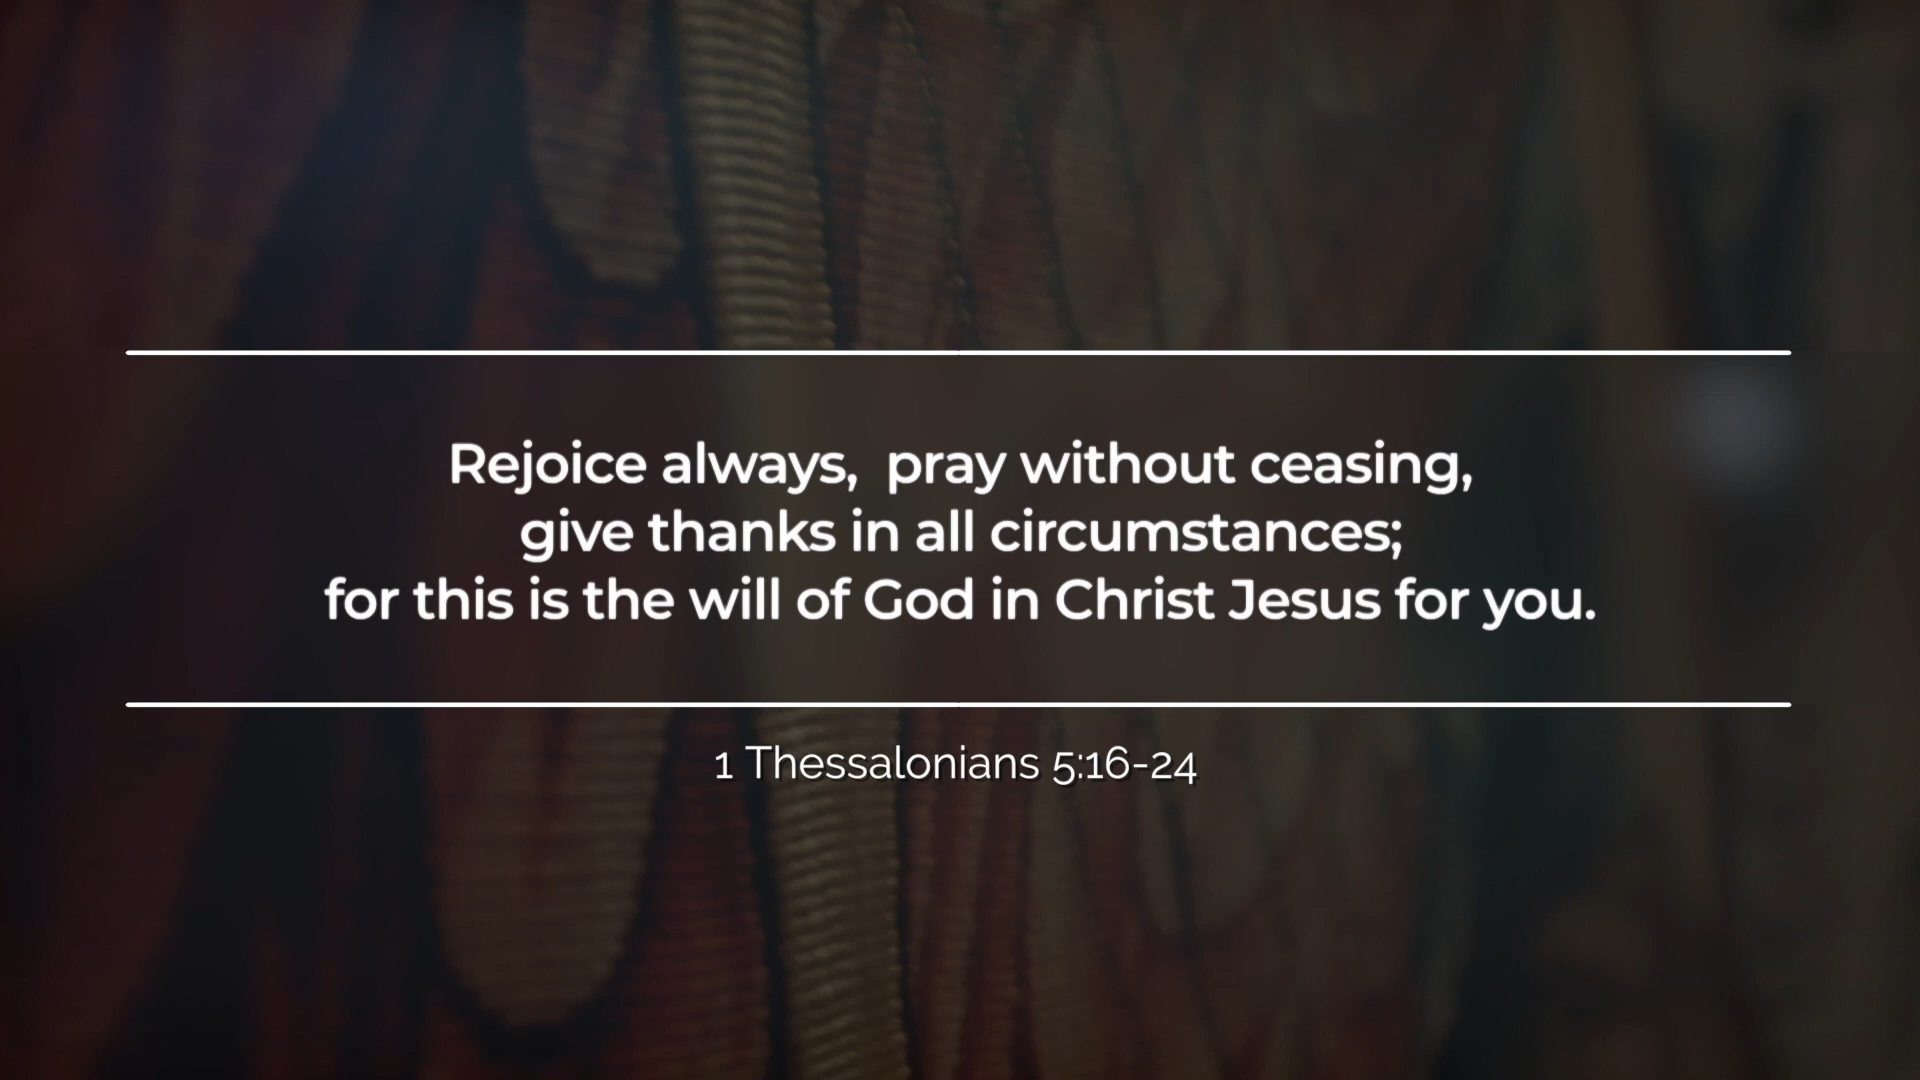 Rejoice always,  pray without ceasing,
give thanks in all circumstances;
for this is the will of God in Christ Jesus for you.
1 Thessalonians 5:16-24